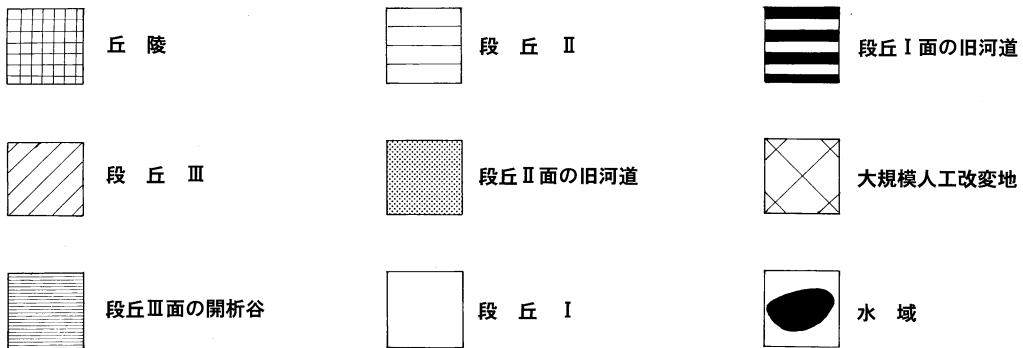 丘陵
段丘 Ⅱ
段丘Ⅰ面の旧河道
段丘 Ⅲ
段丘Ⅱ面の旧河道
大規模人工改変地
段丘Ⅲ面の開析谷
段丘 Ⅰ
水域